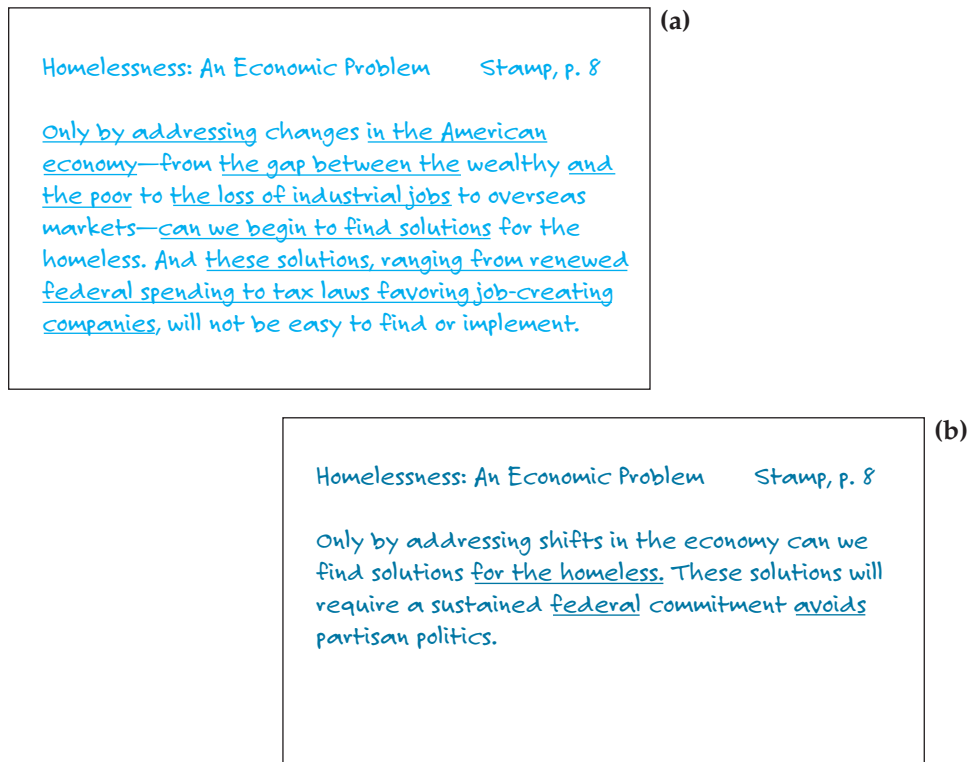 (a)
Homelessness: An Economic Problem Stamp, p. 8
Only by addressing changes in the American
economy—from the gap between the wealthy and
the poor to the loss of industrial jobs to overseas
markets—can we begin to find solutions for the
homeless. And these solutions, ranging from renewed
federal spending to tax laws favoring job-creating
companies, will not be easy to find or implement.
(b)
Homelessness: An Economic Problem Stamp, p. 8
Only by addressing shifts in the economy can we
find solutions for the homeless. These solutions will
require a sustained federal commitment avoids
partisan politics.